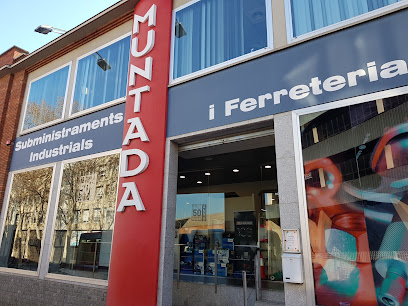 MUNTADA
Subministraments
Industrials
i Ferreteria